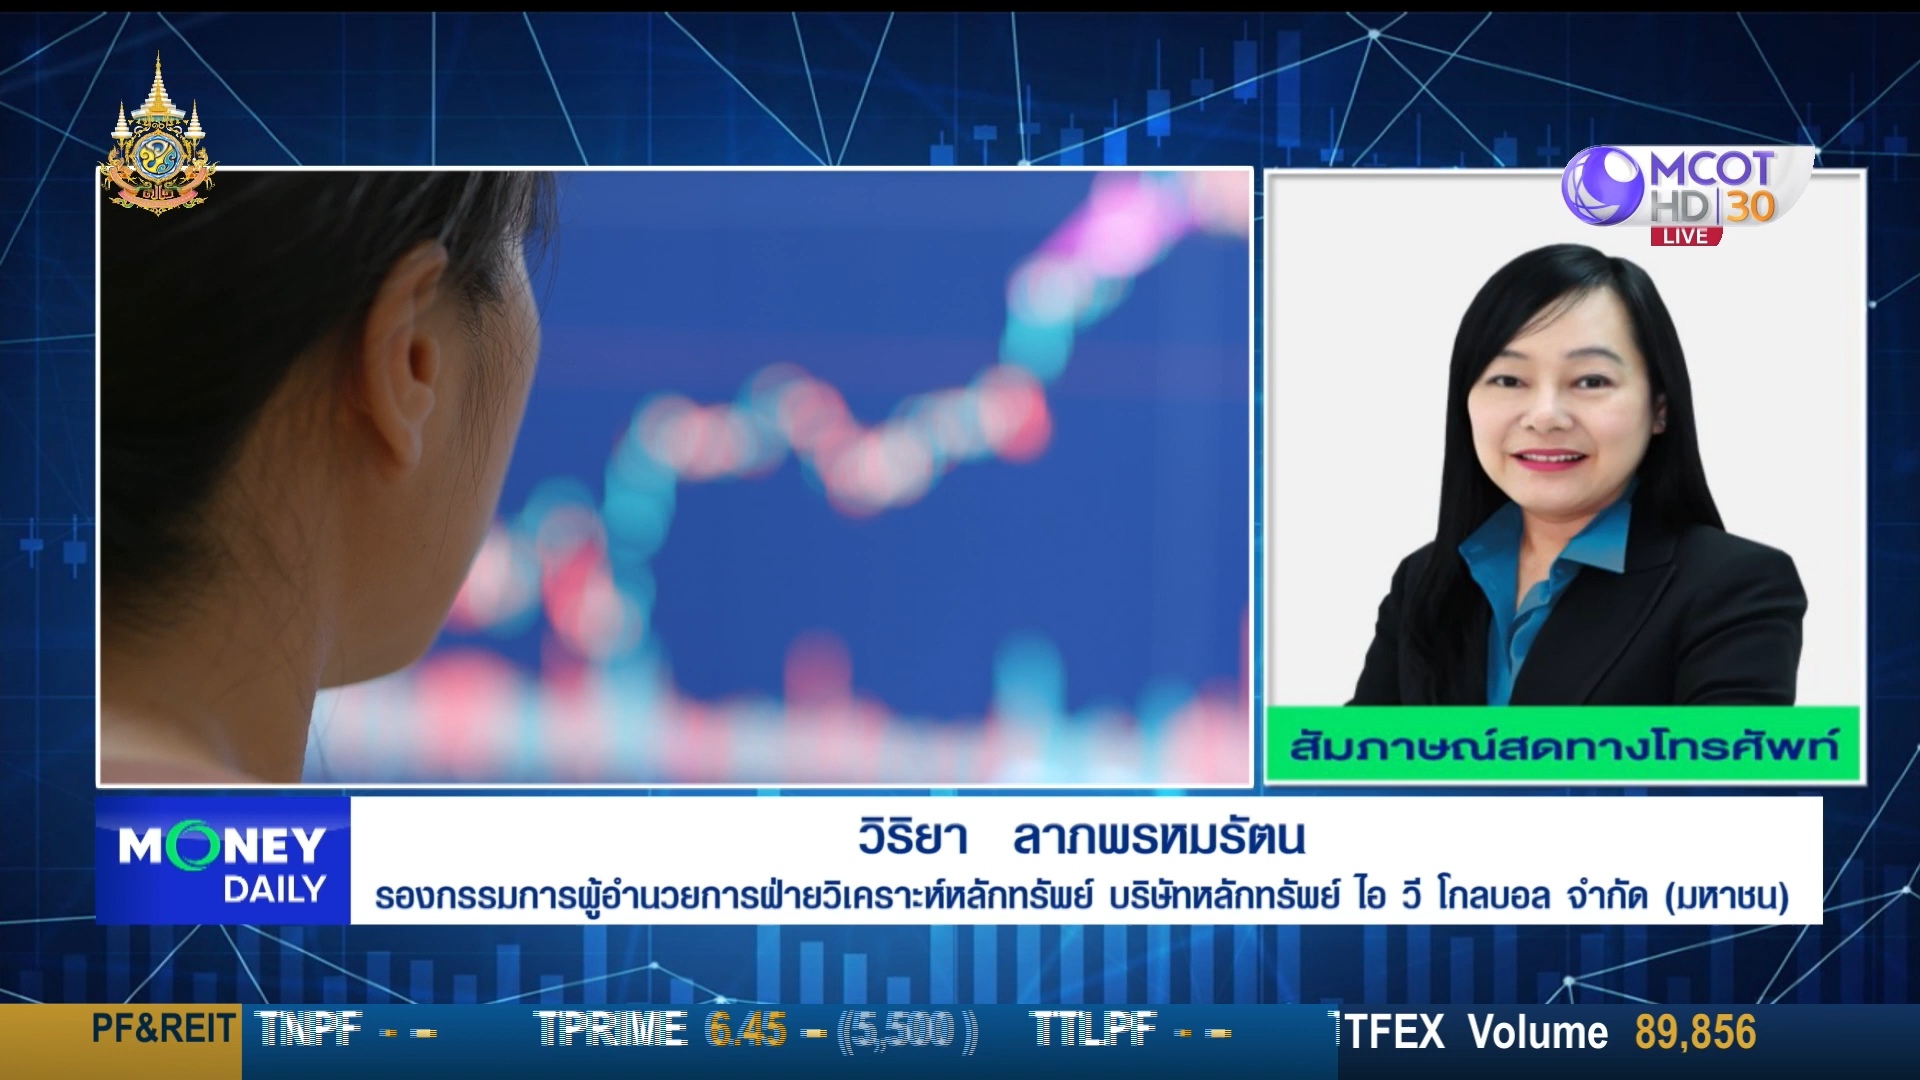 MCOT
HD 30
LIVE
สัมภาษณ์สดทางโทรศัพท์
MONEY
DAILY
วิริยา ลาภพรหมรัตน
รองกรรมการผู้อำนวยการฝ่ายวิเคราะห์หลักทรัพย์ บริษัทหลักทรัพย์ ไอ วี โกลบอล จำกัด (มหาชน)
PF&REIT TNPF - - TPRIME 6.45 - (5,500) TTLPF - - TFEX Volume 89,856